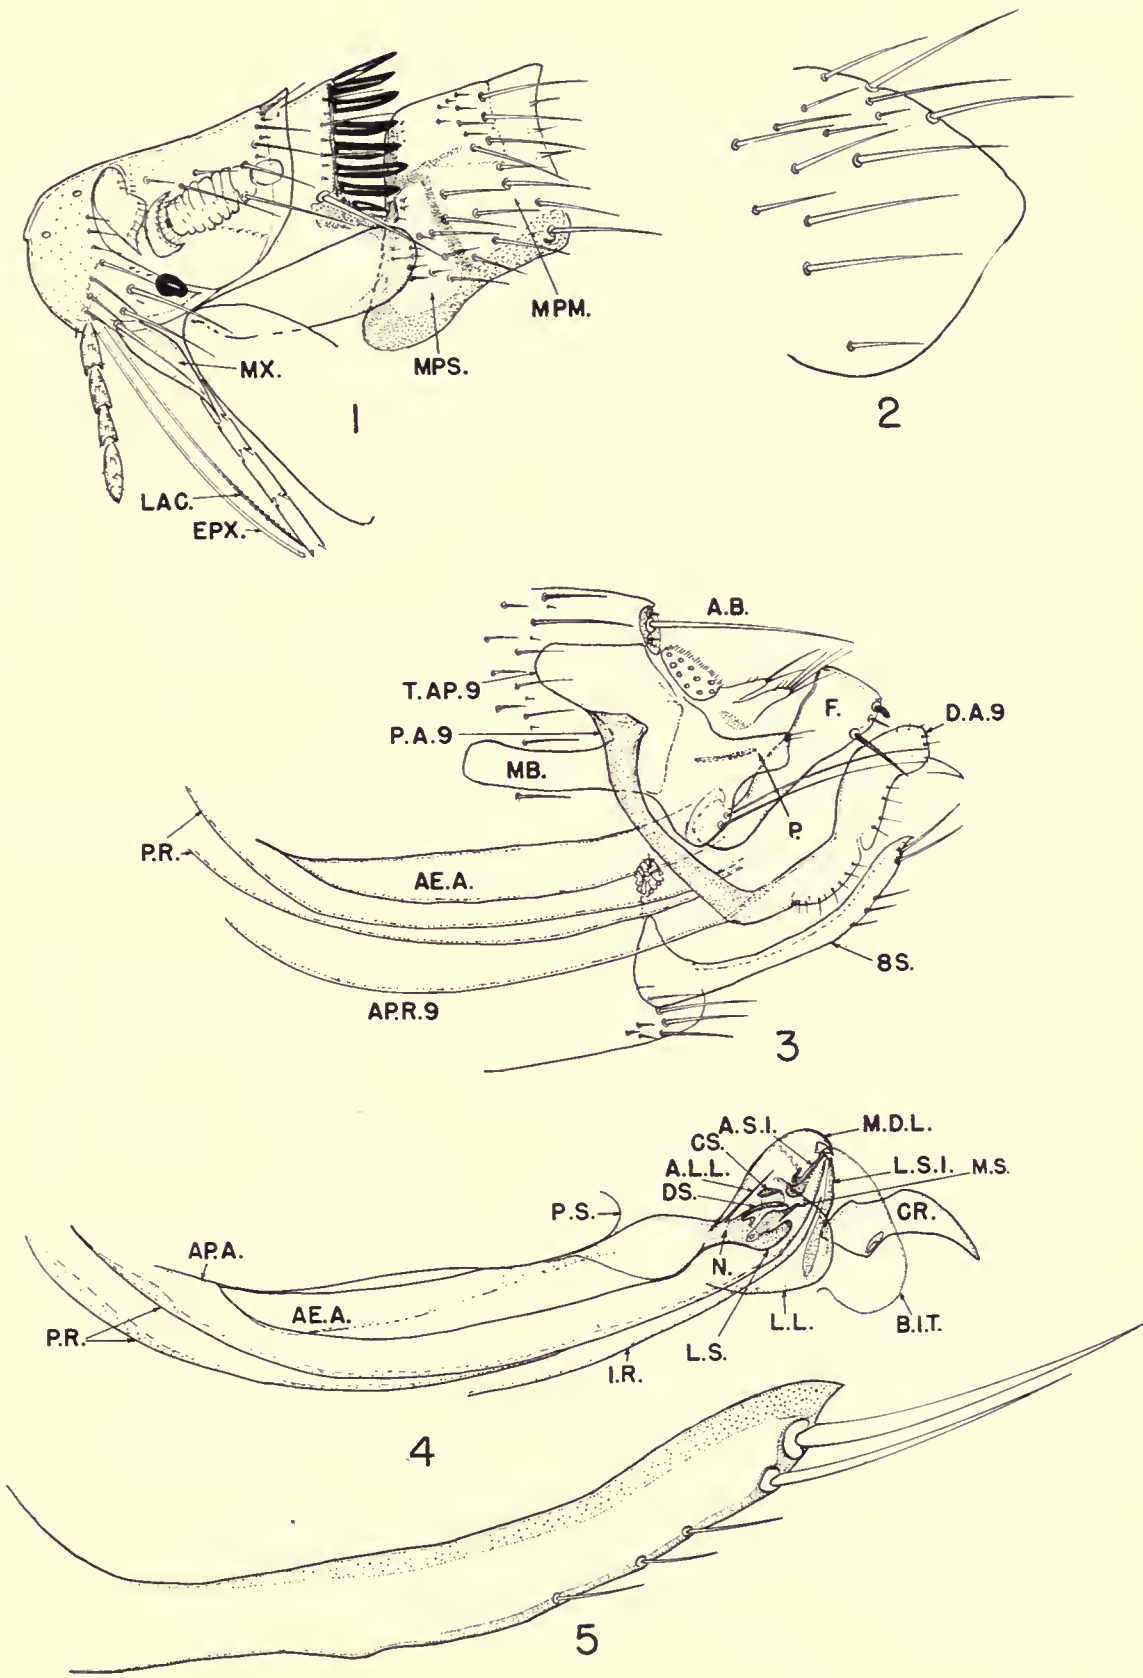 MPM.
MX.
MPS.
1
2
LAC.
EPX.
A.B.
T.AP.9
F.
D.A.9
P.A.9
MB.
P.
P.R.
AE.A.
8S.
AP.R.9
3
A.S.I.
M.D.L.
CS.
A.L.L.
L.S.I.
M.S.
DS.
P.S.
CR.
AP.A.
N.
AE.A.
P.R.
L.L.
B.I.T.
L.S.
I.R.
4
5